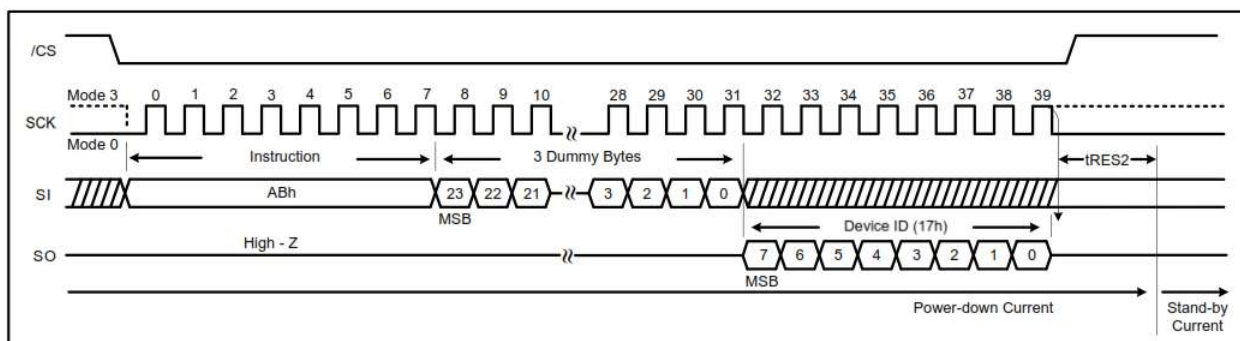 /CS
Mode 3 0 1 2 3 4 5 6 7 8 9 10 28 29 30 31 32 33 34 35 36 37 38 39
SCK
Mode 0
Instruction 3 Dummy Bytes tRES2
SI ABh 23 22 21 3 2 1 0
MSB Device ID (17h)
High - Z
SO 7 6 5 4 3 2 1 0
MSB
Power-down Current Stand-by
Current